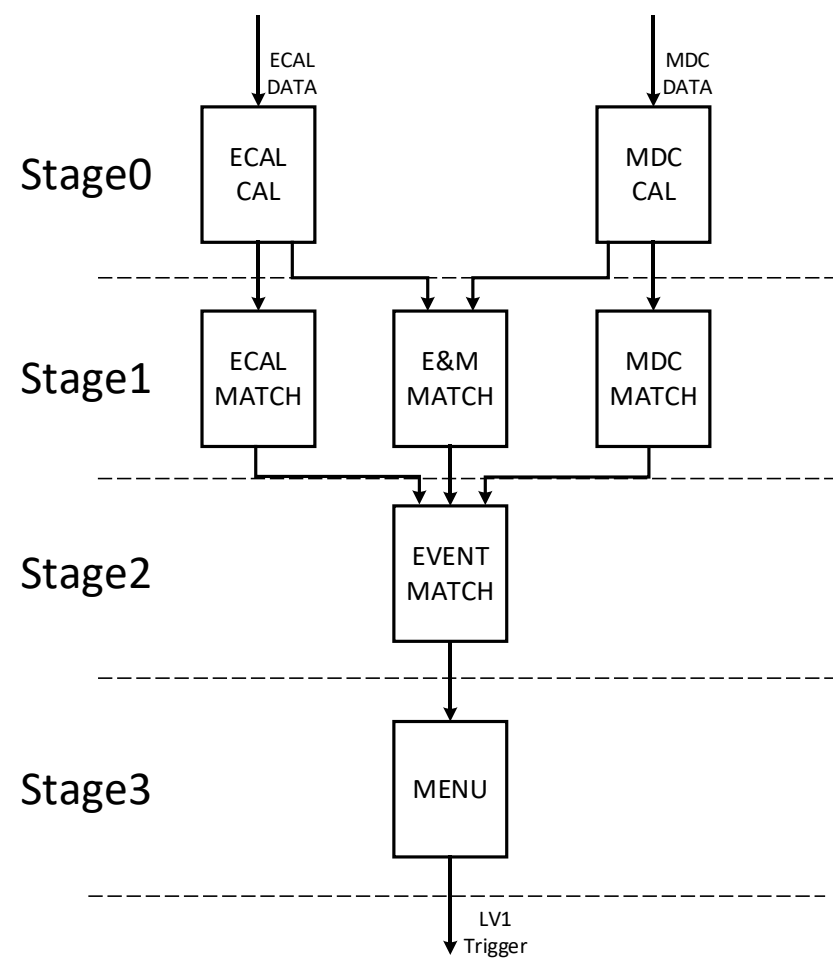 ECAL
DATA
MDC
DATA
Stage0
ECAL
CAL
MDC
CAL
Stage1
ECAL
MATCH
E&M
MATCH
MDC
MATCH
Stage2
EVENT
MATCH
Stage3
MENU
LV1
Trigger